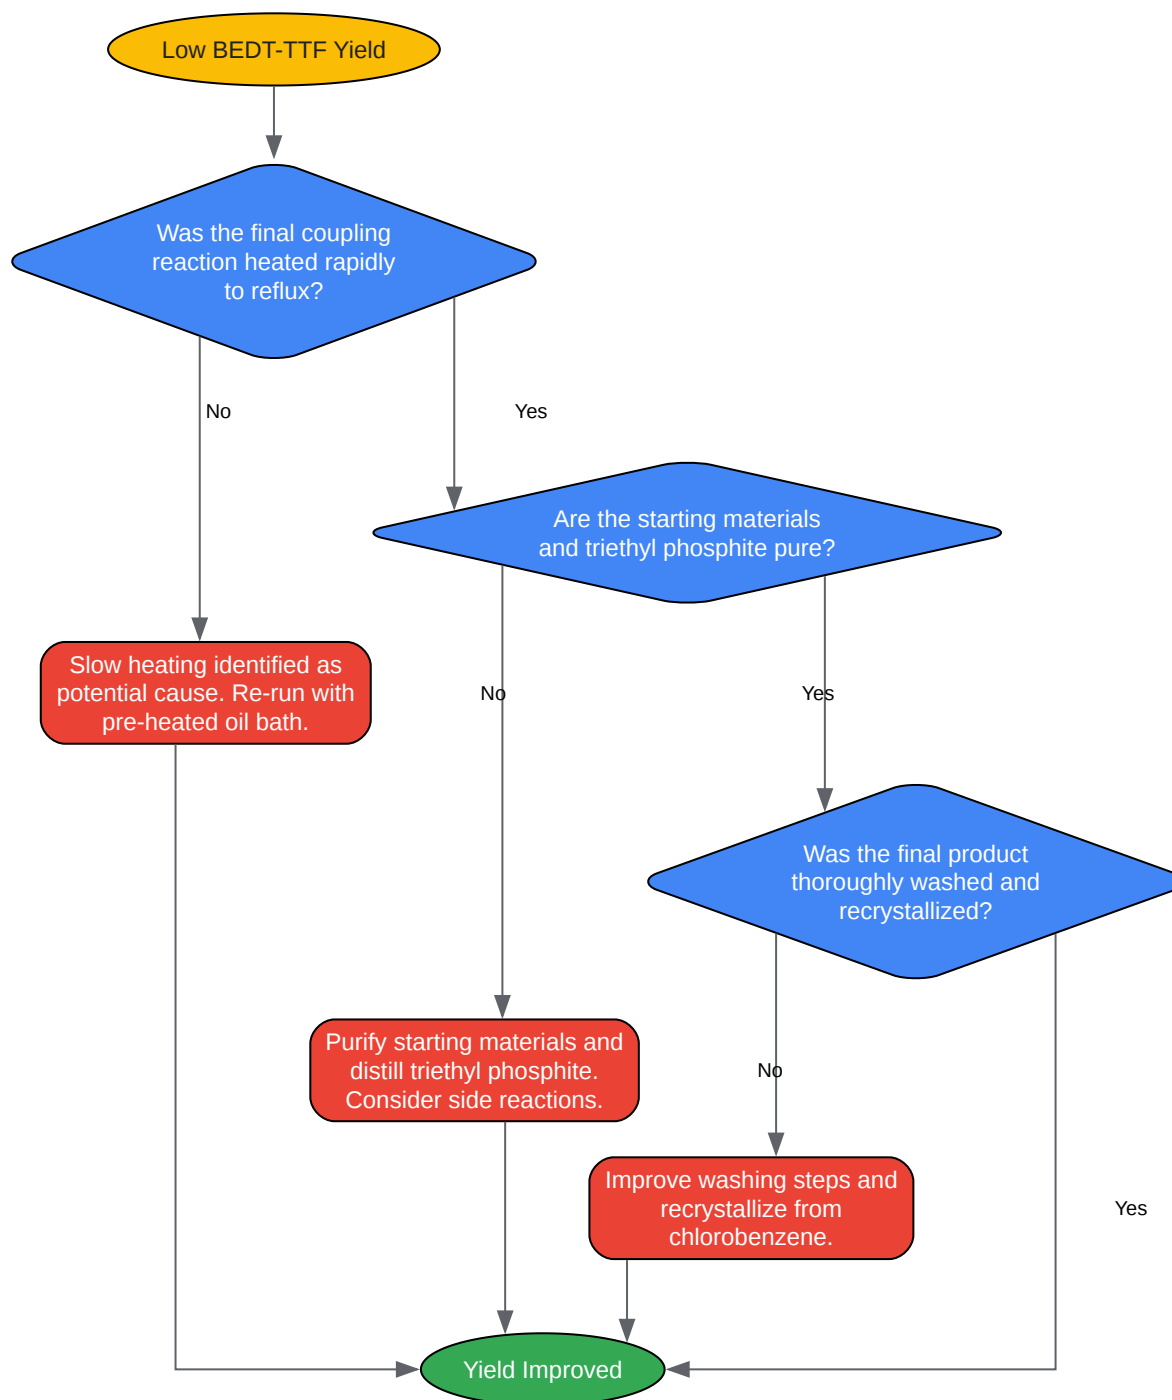 Low BEDT-TTF Yield
Was the final coupling
reaction heated rapidly
to reflux?
No
Yes
Are the starting materials
and triethyl phosphite pure?
Slow heating identified as
potential cause. Re-run with
pre-heated oil bath.
No
Yes
Was the final product
thoroughly washed and
recrystallized?
Purify starting materials and
distill triethyl phosphite.
Consider side reactions.
No
Improve washing steps and
recrystallize from
chlorobenzene.
Yes
Yield Improved